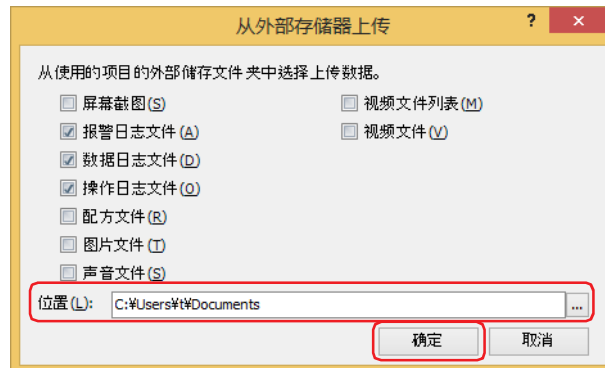 从外部存储器上传
? ×
从使用的项目的外部储存文件夹中选择上传数据。
屏幕截图(S) 视频文件列表(M)
报警日志文件(A) 视频文件(V)
数据日志文件(D)
操作日志文件(O)
配方文件(R)
图片文件(T)
声音文件(S)
位置(L): C:¥Users¥t¥Documents ...
确定 取消